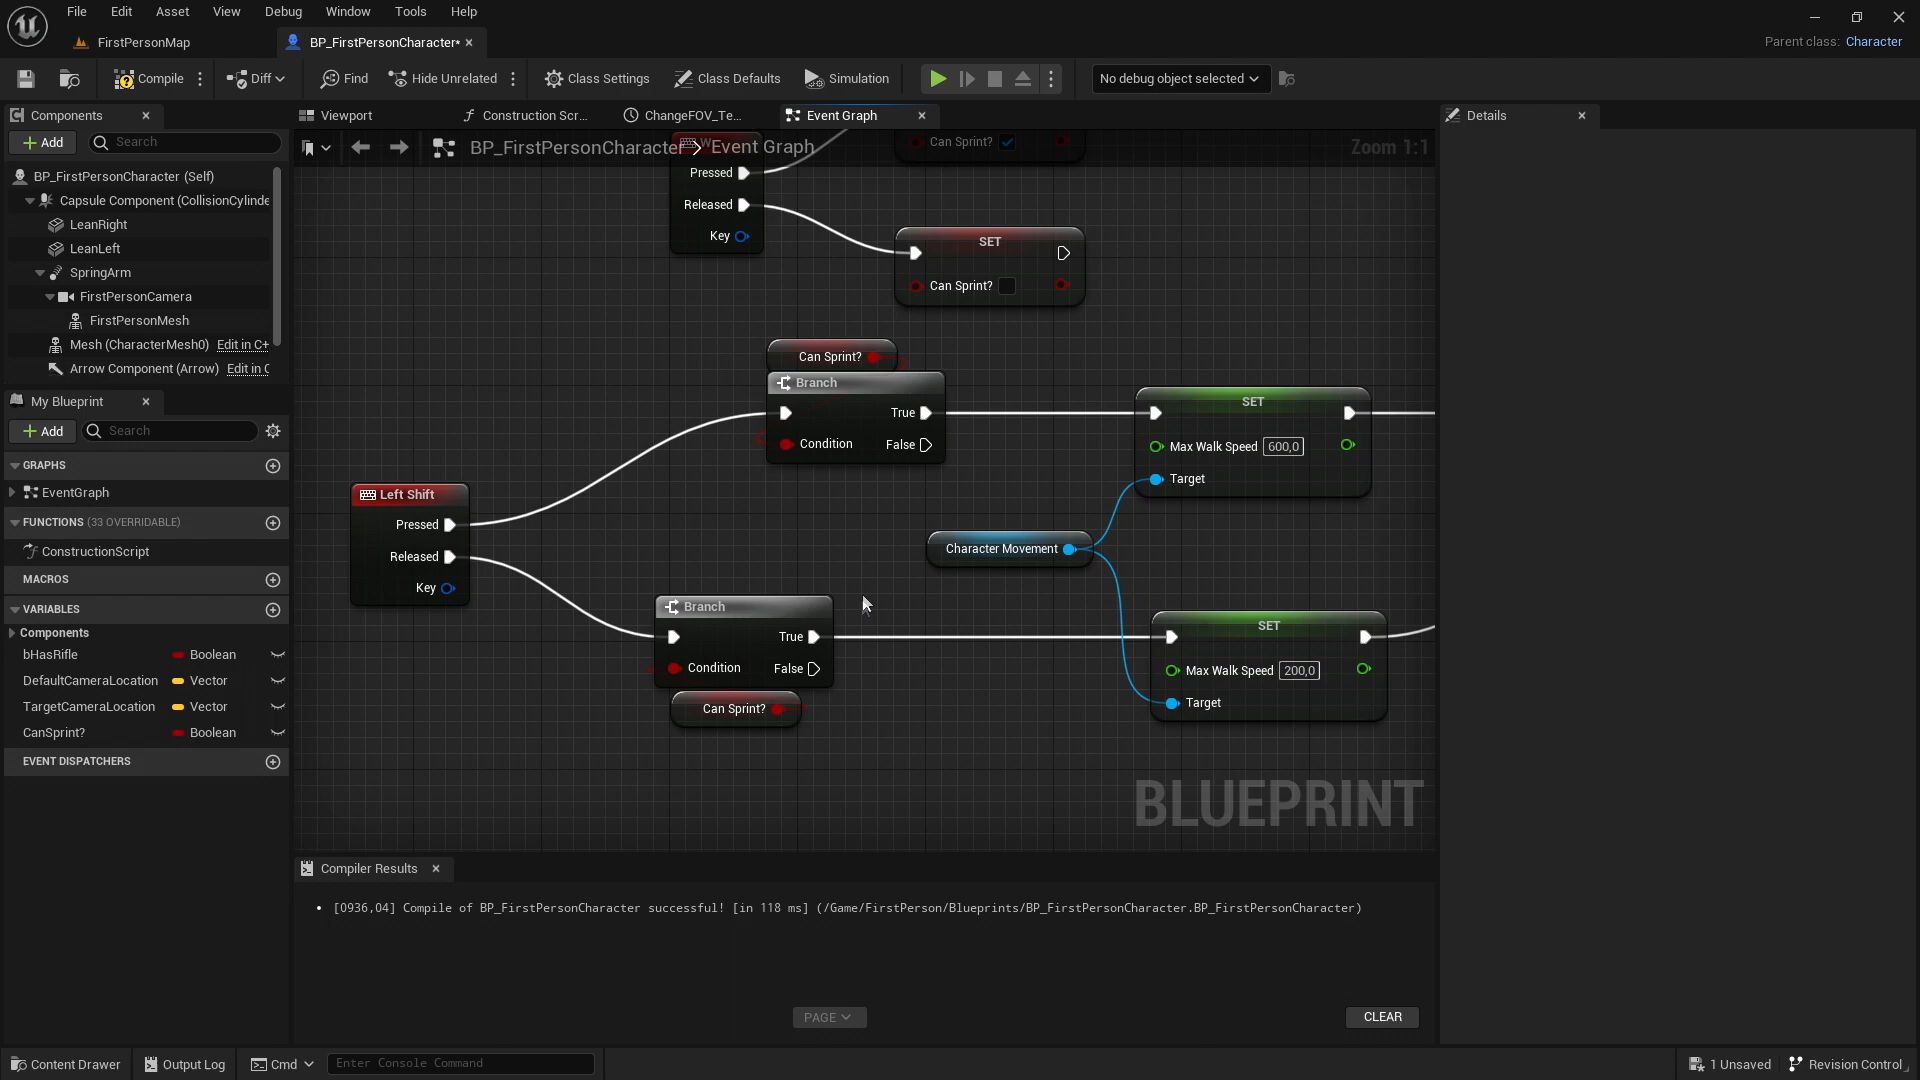 File Edit Asset View Debug Window Tools Help
FirstPersonMap
BP_FirstPersonCharacter*
Parent class: Character
Compile
Diff
Find
Hide Unrelated
Class Settings
Class Defaults
Simulation
No debug object selected
Components
Add
Search
BP_FirstPersonCharacter (Self)
Capsule Component (CollisionCylinde
LeanRight
LeanLeft
SpringArm
FirstPersonCamera
FirstPersonMesh
Mesh (CharacterMesh0) Edit in C+
Arrow Component (Arrow) Edit in C
My Blueprint
Add
Search
GRAPHS
EventGraph
FUNCTIONS (33 OVERRIDABLE)
ConstructionScript
MACROS
VARIABLES
Components
bHasRifle Boolean
DefaultCameraLocation Vector
TargetCameraLocation Vector
CanSprint? Boolean
EVENT DISPATCHERS
Viewport
Construction Scr...
ChangeFOV_Te...
Event Graph
BP_FirstPersonCharacter > Event Graph
Zoom 1:1
W
Pressed
Released
Key
Can Sprint?
SET
Can Sprint?
Can Sprint?
Branch
True
Condition False
SET
Max Walk Speed 600,0
Target
Left Shift
Pressed
Released
Key
Character Movement
Branch
True
Condition False
Can Sprint?
SET
Max Walk Speed 200,0
Target
BLUEPRINT
Compiler Results
[0936,04] Compile of BP_FirstPersonCharacter successful! [in 118 ms] (/Game/FirstPerson/Blueprints/BP_FirstPersonCharacter.BP_FirstPersonCharacter)
PAGE
CLEAR
Details
Content Drawer
Output Log
Cmd
Enter Console Command
1 Unsaved
Revision Control